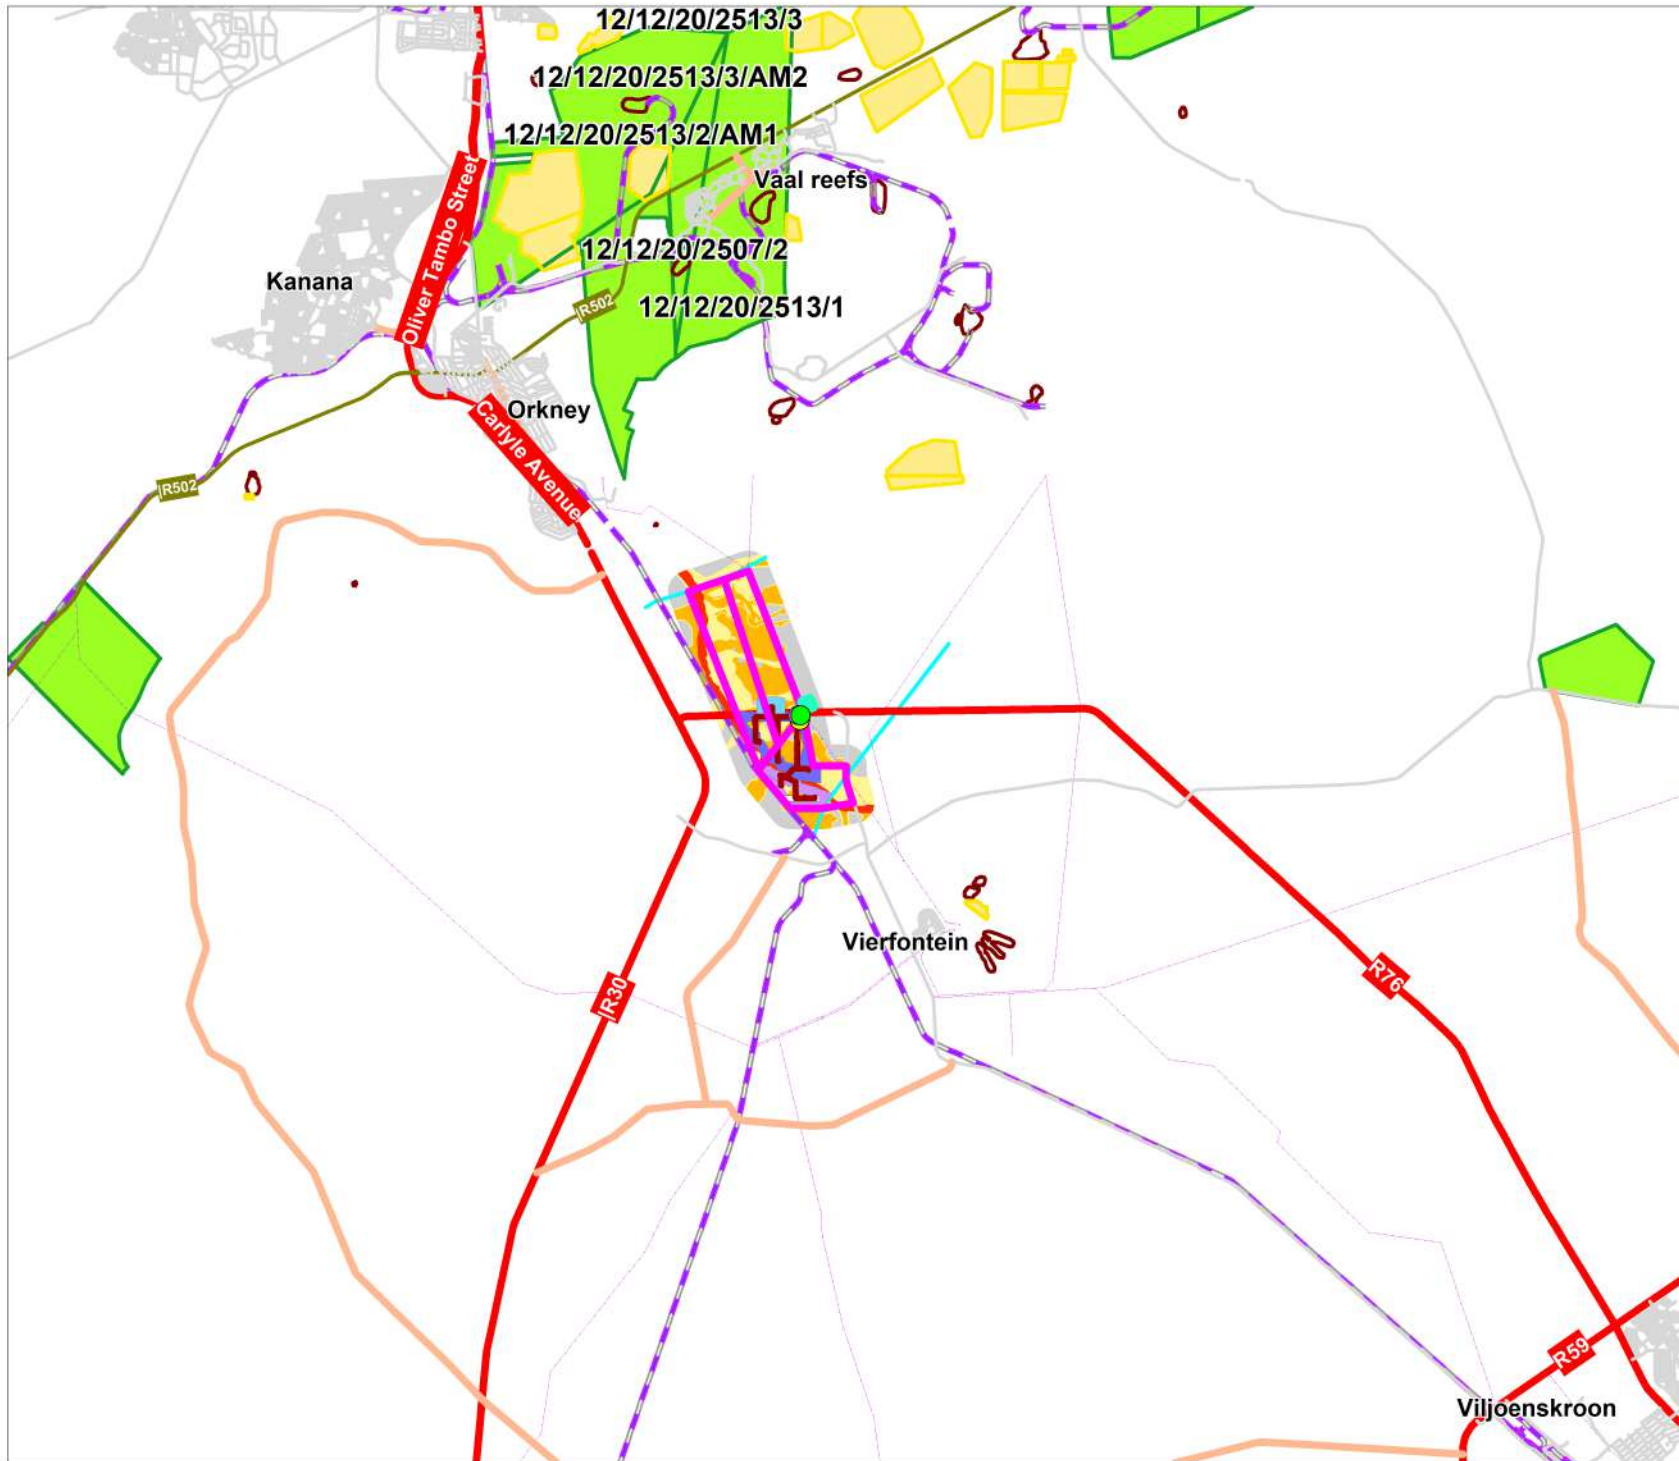 12/12/20/2513/3
12/12/20/2513/3/AM2
12/12/20/2513/2/AM1
Vaal reefs
Oliver Tambo Street
12/12/20/2507/2
Kanana
R502
12/12/20/2513/1
Orkney
Carlyle Avenue
|R502
Vierfontein
R76
|R30
R59
Viljoenskroon